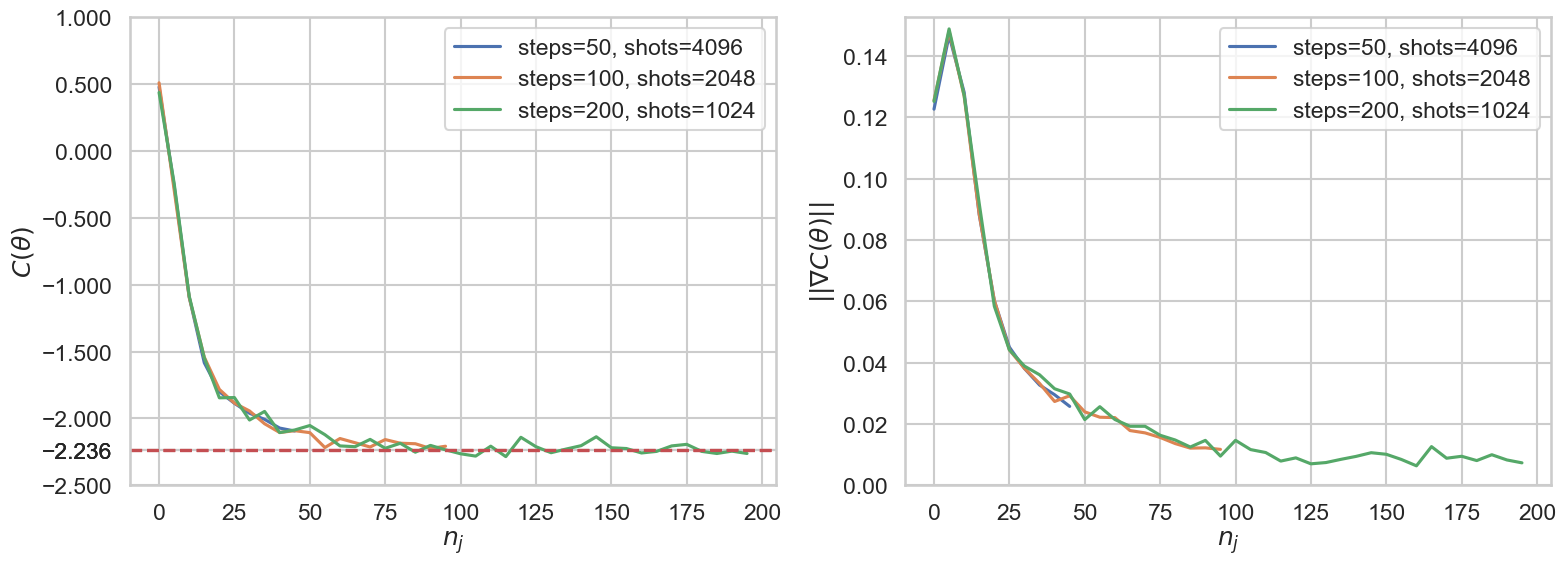 1.000
0.500
0.000
−0.500
−1.000
−1.500
−2.000
−2.236
−2.500
C(θ)
0 25 50 75 100 125 150 175 200
n_j
steps=50, shots=4096
steps=100, shots=2048
steps=200, shots=1024
0.14
0.12
0.10
0.08
0.06
0.04
0.02
0.00
||∇C(θ)||
0 25 50 75 100 125 150 175 200
n_j
steps=50, shots=4096
steps=100, shots=2048
steps=200, shots=1024